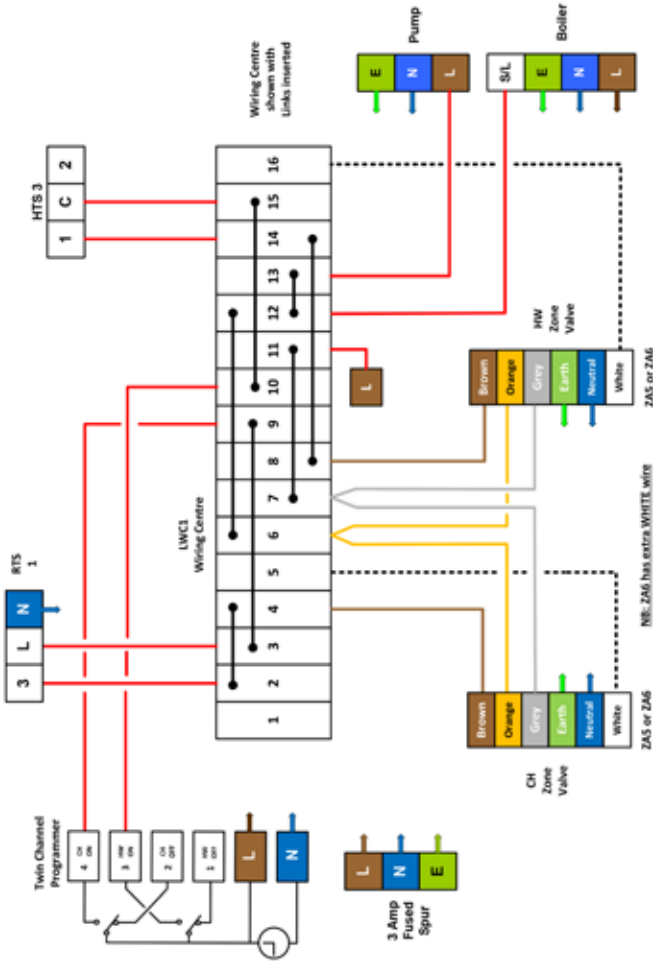 Twin Channel
Programmer
4 CH ON
3 HW ON
2 CH OFF
1 HW OFF
L
N
3 Amp
Fused
Spur
L
N
E
RTS
1
3 L N
HTS 3
1 C 2
LWC1
Wiring Centre
1 2 3 4 5 6 7 8 9 10 11 12 13 14 15 16
Wiring Centre
shown with
Links inserted
L
Pump
E
N
L
Boiler
S/L
E
N
L
CH
Zone
Valve
Brown
Orange
Grey
Earth
Neutral
White
ZA5 or ZA6
HW
Zone
Valve
Brown
Orange
Grey
Earth
Neutral
White
ZA5 or ZA6
NB: ZA6 has extra WHITE wire